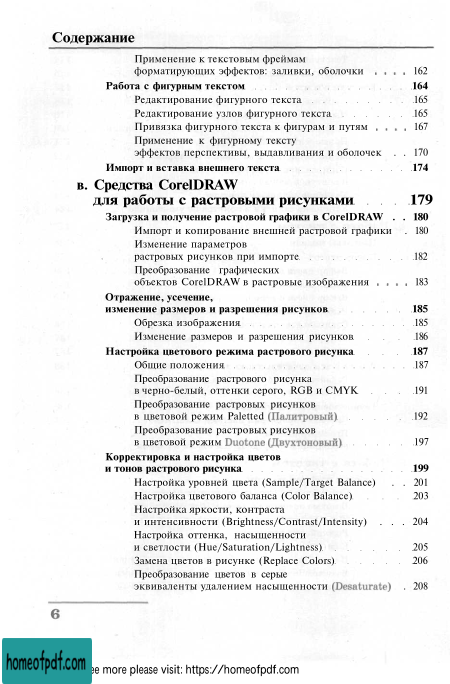 Содержание
Применение к текстовым фреймам
форматирующих эффектов: заливки, оболочки . . . . 162
Работа с фигурным текстом . . . . . . . . . . . . 164
Редактирование фигурного текста . . . . . . . . 165
Редактирование узлов фигурного текста . . . . . . 165
Привязка фигурного текста к фигурам и путям . . . . 167
Применение к фигурному тексту
эффектов перспективы, выдавливания и оболочек . . 170
Импорт и вставка внешнего текста . . . . . . . . . 174
в. Средства CorelDRAW
для работы с растровыми рисунками . . . . 179
Загрузка и получение растровой графики в CorelDRAW . . 180
Импорт и копирование внешней растровой графики . 180
Изменение параметров
растровых рисунков при импорте . . . . . . . . 182
Преобразование графических
объектов CorelDRAW в растровые изображения . . . . 183
Отражение, усечение,
изменение размеров и разрешения рисунков . . . . . 185
Обрезка изображения . . . . . . . . . . . . . 185
Изменение размеров и разрешения рисунков . . . . 186
Настройка цветового режима растрового рисунка . . . . 187
Общие положения . . . . . . . . . . . . . . 187
Преобразование растрового рисунка
в черно-белый, оттенки серого, RGB и CMYK . . . . 191
Преобразование растровых рисунков
в цветовой режим Paletted (Палитровый) . . . . . 192
Преобразование растровых рисунков
в цветовой режим Duotone (Двухтоновый) . . . . . 197
Корректировка и настройка цветов
и тонов растрового рисунка . . . . . . . . . . . . 199
Настройка уровней цвета (Sample/Target Balance) . . 201
Настройка цветового баланса (Color Balance) . . . . 203
Настройка яркости, контраста
и интенсивности (Brightness/Contrast/Intensity) . . . 204
Настройка оттенка, насыщенности
и светлости (Hue/Saturation/Lightness) . . . . . . 205
Замена цветов в рисунке (Replace Colors) . . . . . 206
Преобразование цветов в серые
эквиваленты удалением насыщенности (Desaturate) . 208
6
homeofpdf.com
ee more please visit: https://homeofpdf.com